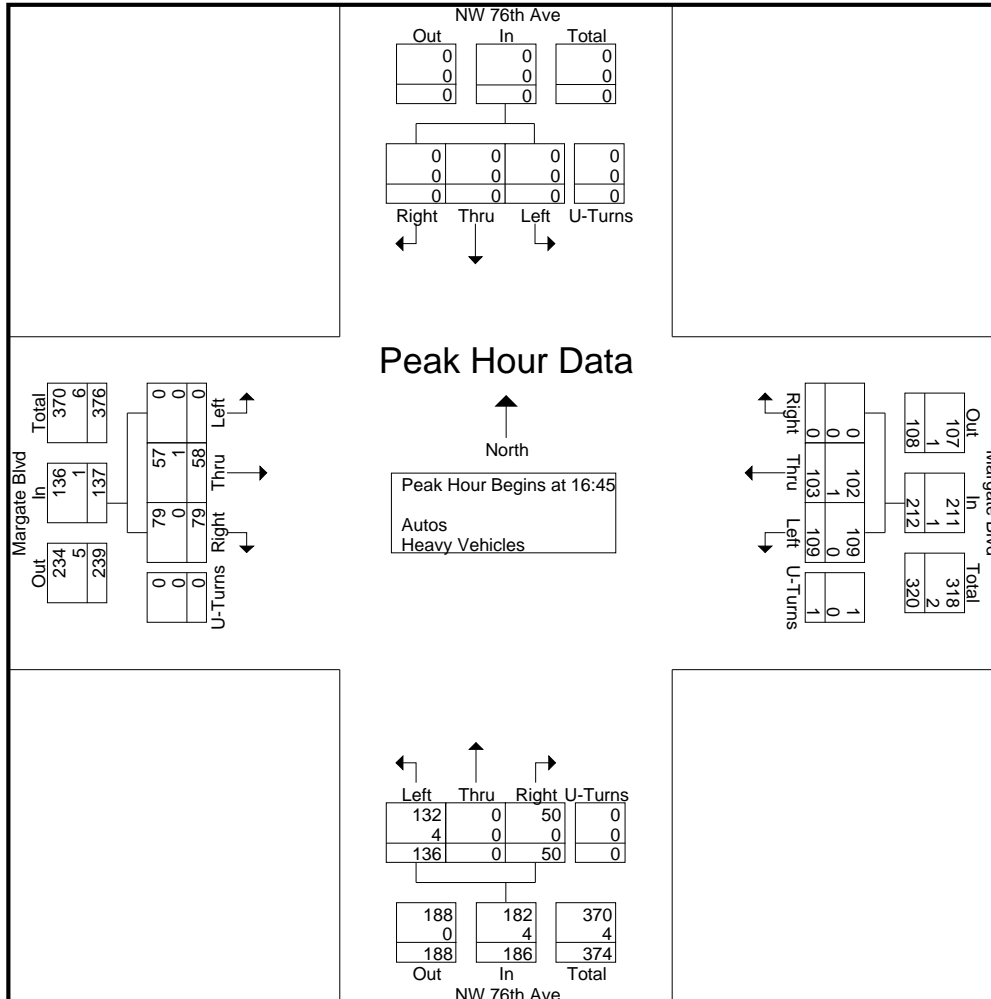 NW 76th Ave
Out In Total
0 0 0
0 0 0
0 0 0
0 0 0 0
0 0 0 0
0 0 0 0
Right Thru Left U-Turns
Peak Hour Data
North
Peak Hour Begins at 16:45
Autos
Heavy Vehicles
Margate Blvd
Total In Out
370 136 234
6 1 5
376 137 239
0 57 79 0
0 1 0 0
0 58 79 0
Left Thru Right U-Turns
Margate Blvd
Out In Total
107 211 318
1 1 2
108 212 320
0 102 109 1
0 1 0 0
0 103 109 1
Right Thru Left U-Turns
Left Thru Right U-Turns
132 0 50 0
4 0 0 0
136 0 50 0
188 182 370
0 4 4
188 186 374
Out In Total
NW 76th Ave